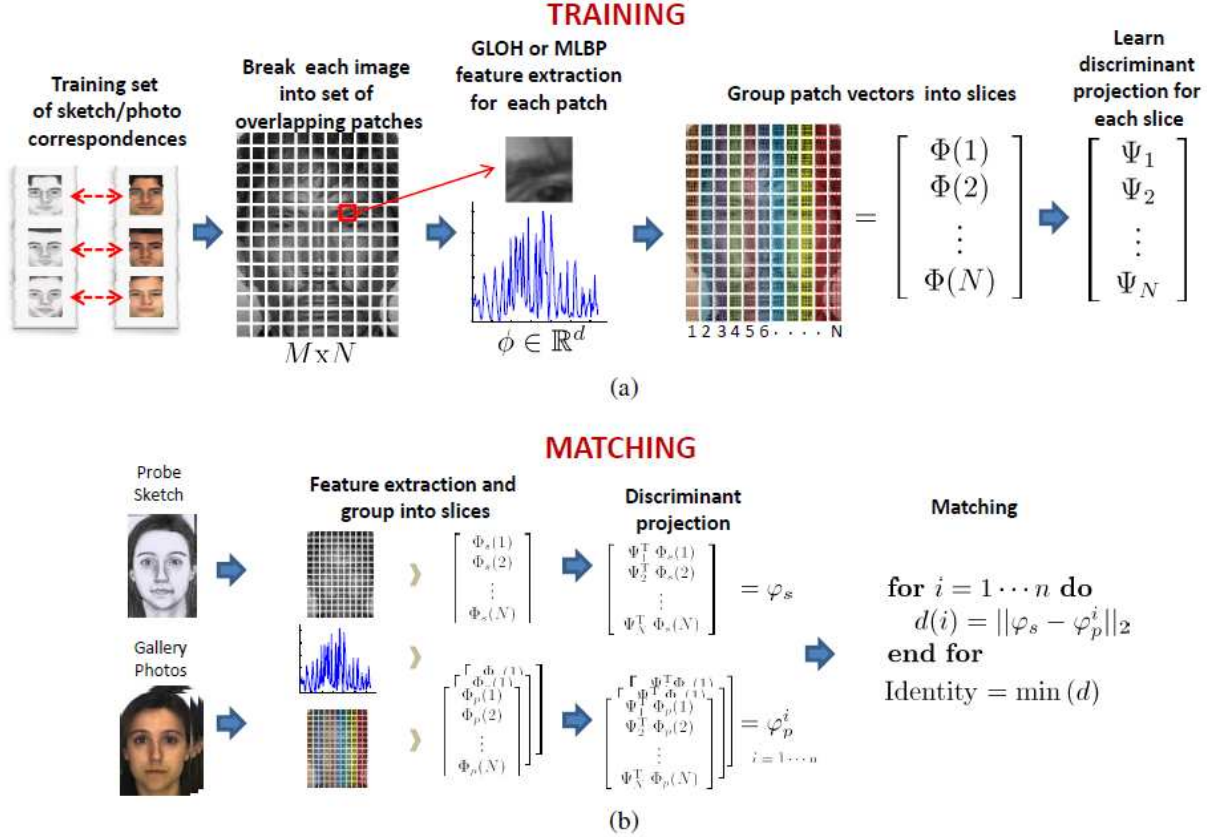 TRAINING
Training set
of sketch/photo
correspondences
Break each image
into set of
overlapping patches
M x N
GLOH or MLBP
feature extraction
for each patch
ϕ ∈ ℝ^d
Group patch vectors into slices
1 2 3 4 5 6 · · · · N
=
Φ(1)
Φ(2)
⋮
Φ(N)
Learn
discriminant
projection for
each slice
Ψ_1
Ψ_2
⋮
Ψ_N
(a)
MATCHING
Probe
Sketch
Gallery
Photos
Feature extraction and
group into slices
Φ_s(1)
Φ_s(2)
⋮
Φ_s(N)
Φ_p(1)
Φ_p(2)
⋮
Φ_p(N)
Discriminant
projection
Ψ_1^T Φ_s(1)
Ψ_2^T Φ_s(2)
⋮
Ψ_N^T Φ_s(N)
= φ_s
Ψ_1^T Φ_p(1)
Ψ_2^T Φ_p(2)
⋮
Ψ_N^T Φ_p(N)
= φ_p^i
i = 1 ⋯ n
Matching
for i = 1 ⋯ n do
d(i) = ||φ_s − φ_p^i||_2
end for
Identity = min (d)
(b)